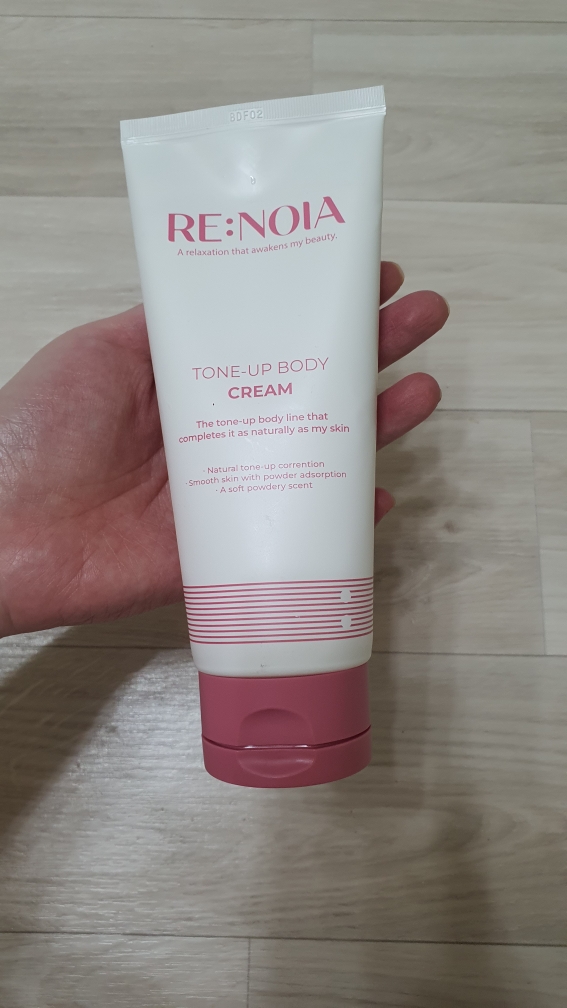 8DF02
RE:NOIA
A relaxation that awakens my beauty.
TONE-UP BODY
CREAM
The tone-up body line that
completes it as naturally as my skin
· Natural tone-up corrention
· Smooth skin with powder adsorption
· A soft powdery scent